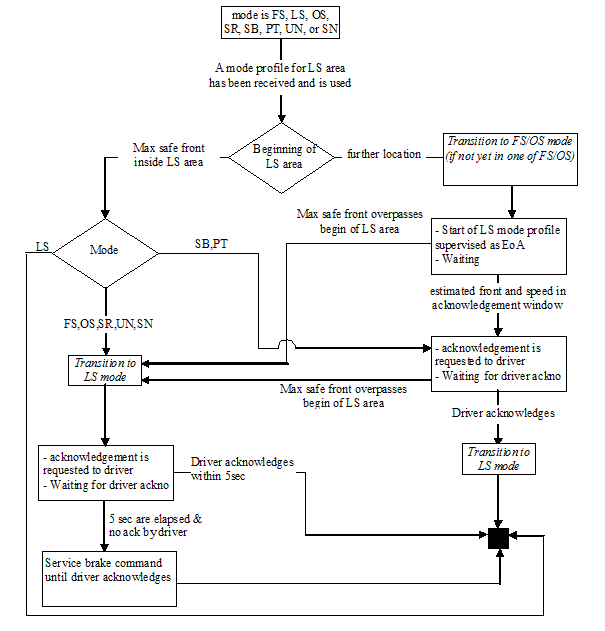 mode is FS, LS, OS,
SR, SB, PT, UN, or SN
A mode profile for LS area
has been received and is used
Beginning of
LS area
Max safe front
inside LS area
further location
Transition to FS/OS mode
(if not yet in one of FS/OS)
Max safe front overpasses
begin of LS area
- Start of LS mode profile
supervised as EoA
- Waiting
LS
Mode
SB,PT
estimated front and speed in
acknowledgement window
FS,OS,SR,UN,SN
- acknowledgement is
requested to driver
- Waiting for driver ackno
Transition to
LS mode
Max safe front overpasses
begin of LS area
Driver acknowledges
- acknowledgement is
requested to driver
- Waiting for driver ackno
Driver acknowledges
within 5sec
Transition to
LS mode
5 sec are elapsed &
no ack by driver
Service brake command
until driver acknowledges